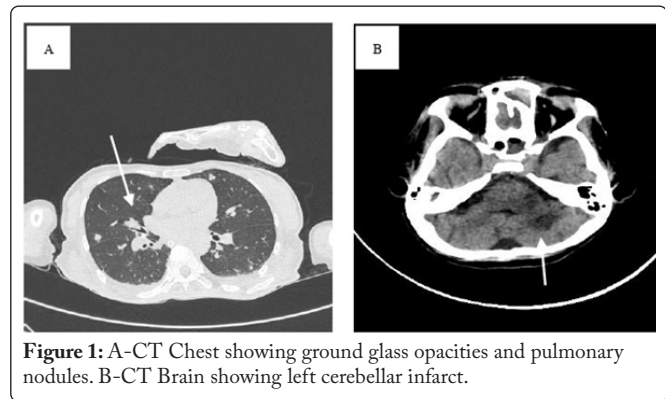 A
B
Figure 1: A-CT Chest showing ground glass opacities and pulmonary
nodules. B-CT Brain showing left cerebellar infarct.